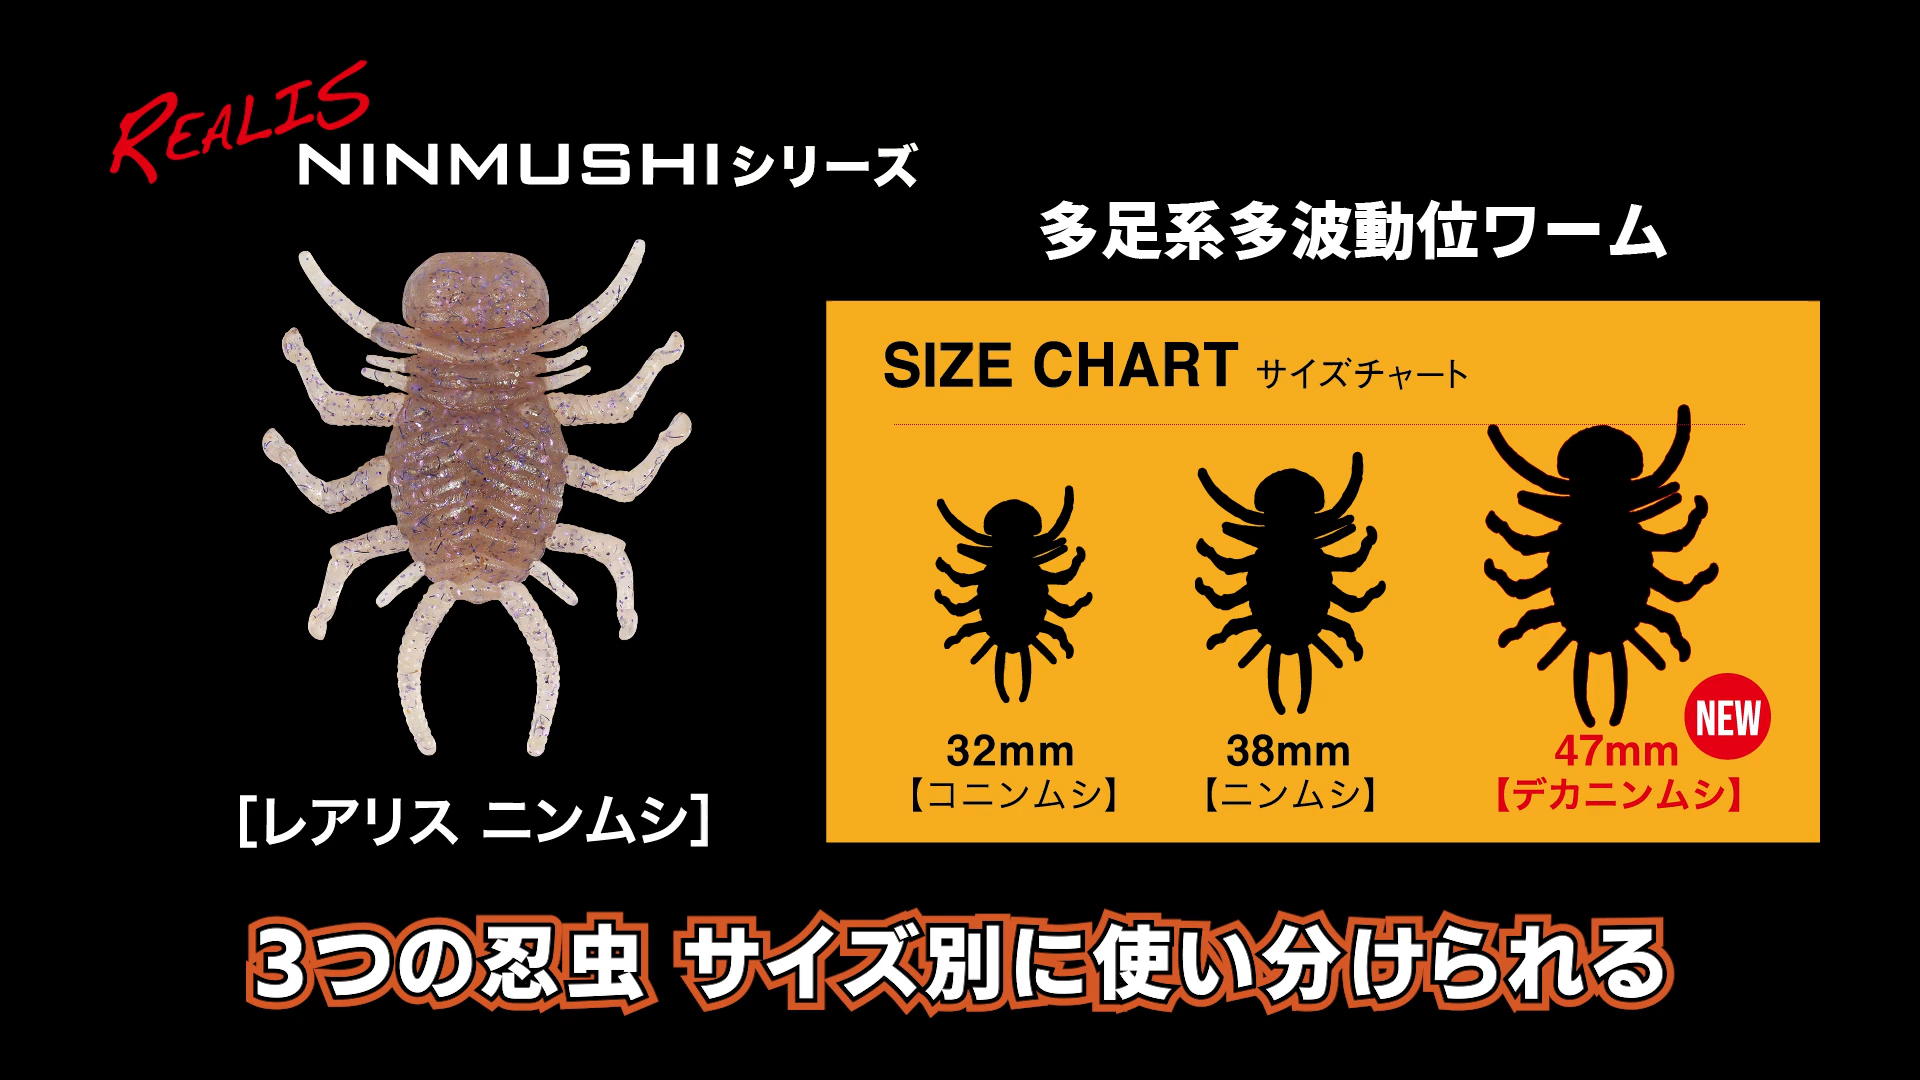 REALIS
NINMUSHIシリーズ
多足系多波動位ワーム
SIZE CHART サイズチャート
32mm
【コニンムシ】
38mm
【ニンムシ】
NEW
47mm
【デカニンムシ】
[レアリス ニンムシ]
3つの忍虫 サイズ別に使い分けられる